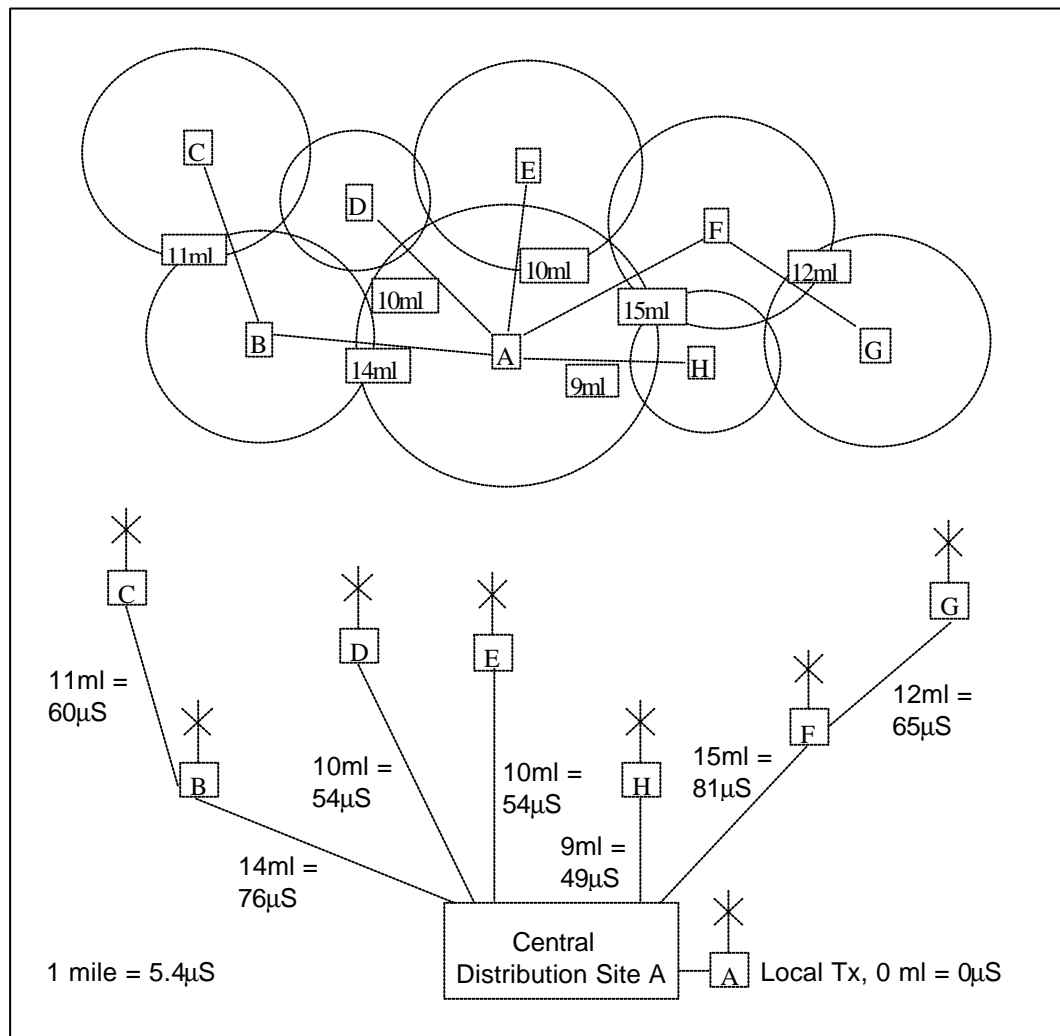 C
E
D
F
11ml
10ml
12ml
10ml
15ml
B
A
G
14ml
H
9ml
C
G
D
E
11ml =
60µS
12ml =
65µS
F
B
10ml =
54µS
10ml =
54µS
H
15ml =
81µS
14ml =
76µS
9ml =
49µS
Central
Distribution Site A
1 mile = 5.4µS
A
Local Tx, 0 ml = 0µS